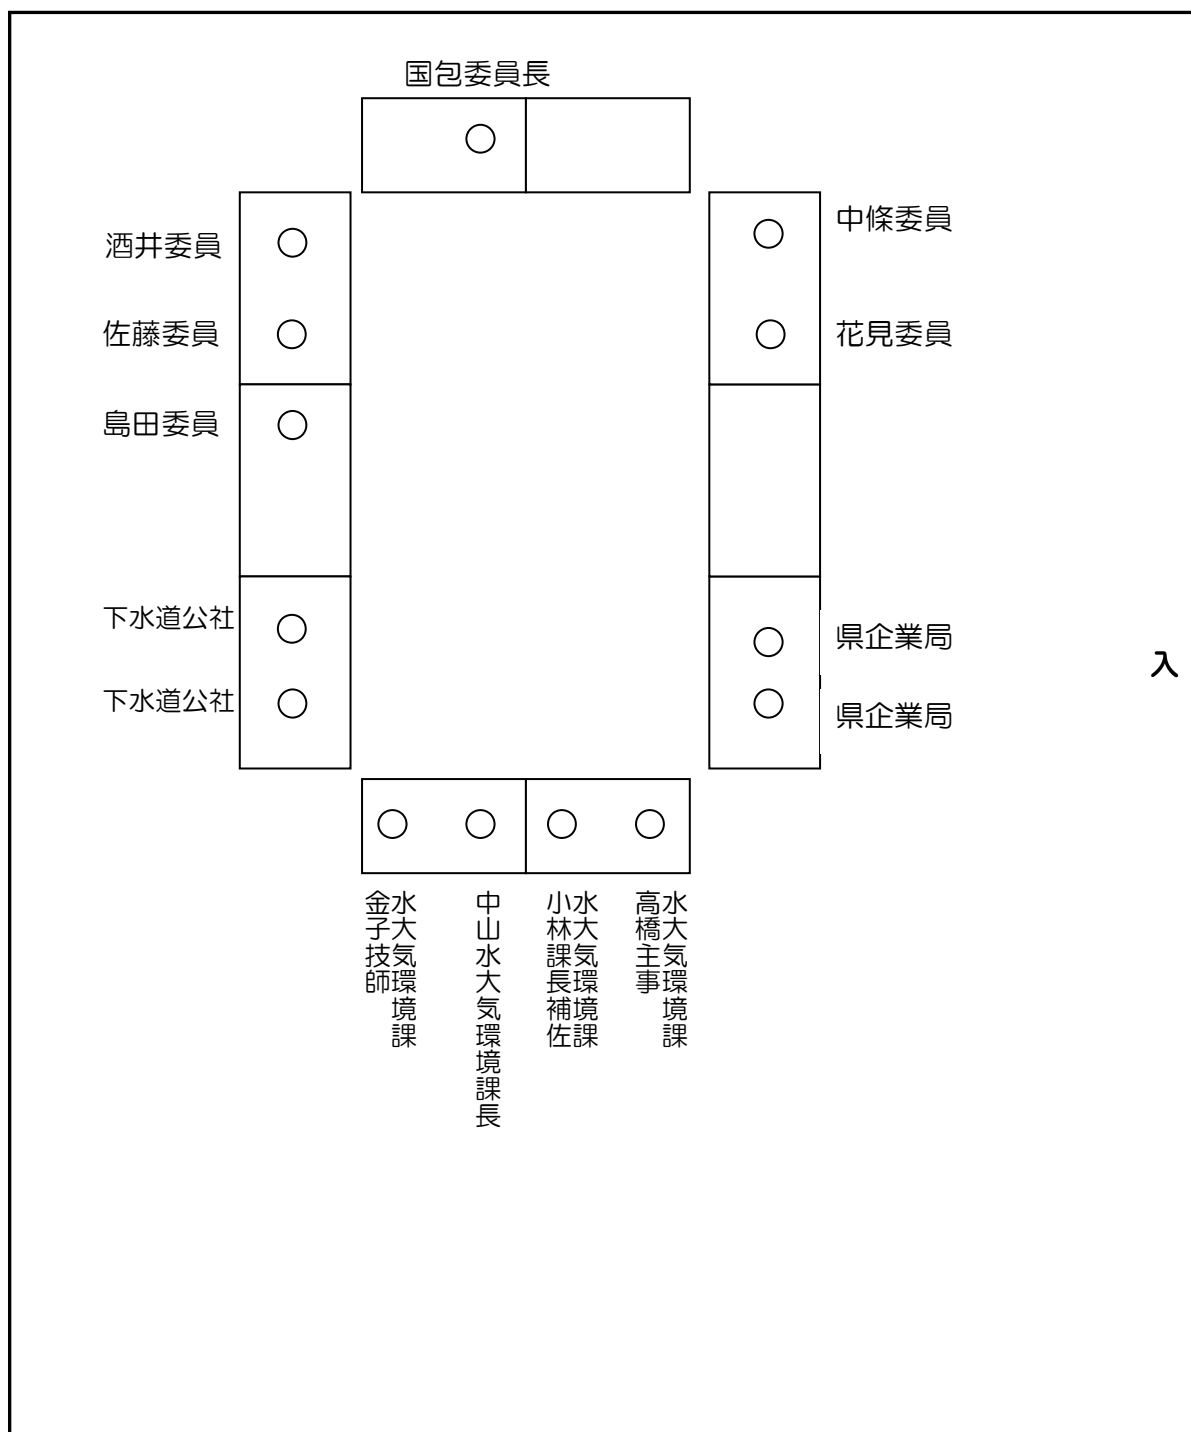 国包委員長
酒井委員
中條委員
佐藤委員
花見委員
島田委員
下水道公社
県企業局
入
下水道公社
県企業局
水大気環境課
金子技師
中山水大気環境課長
水大気環境課
小林課長補佐
水大気環境課
高橋主事